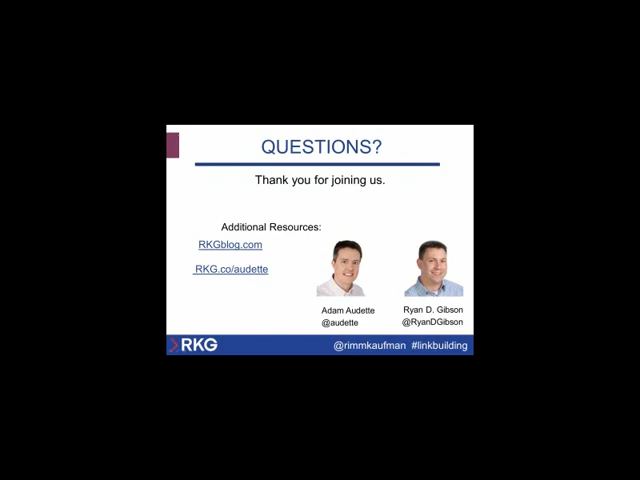 QUESTIONS?
Thank you for joining us.
Additional Resources:
RKGblog.com
RKG.co/audette
Adam Audette
@audette
Ryan D. Gibson
@RyanDGibson
RKG
@rimmkaufman #linkbuilding